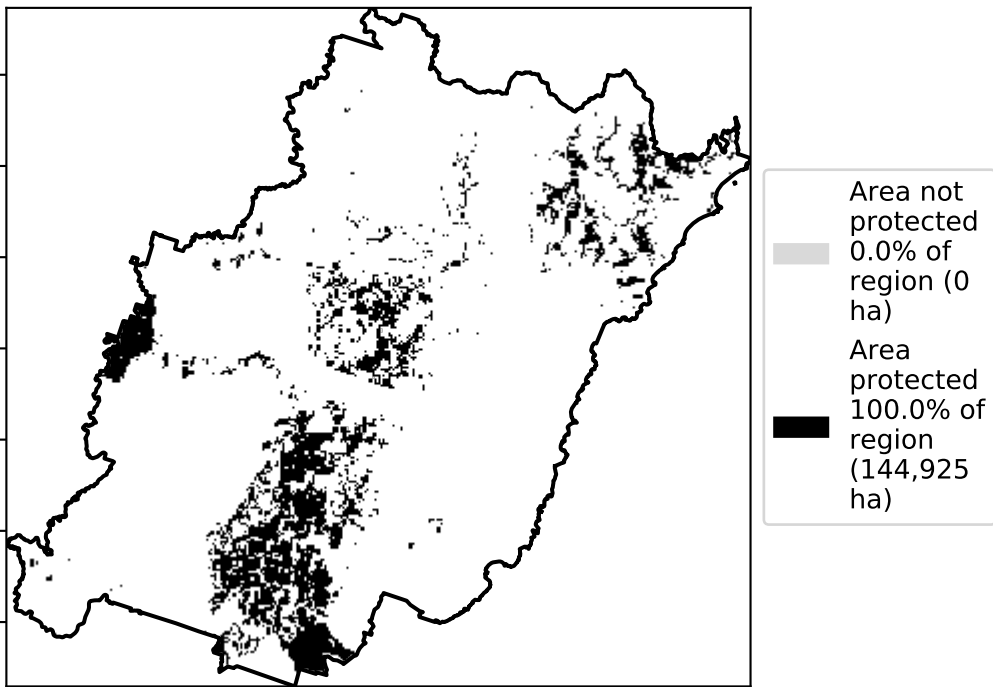 Area not
protected
0.0% of
region (0
ha)
Area
protected
100.0% of
region
(144,925
ha)